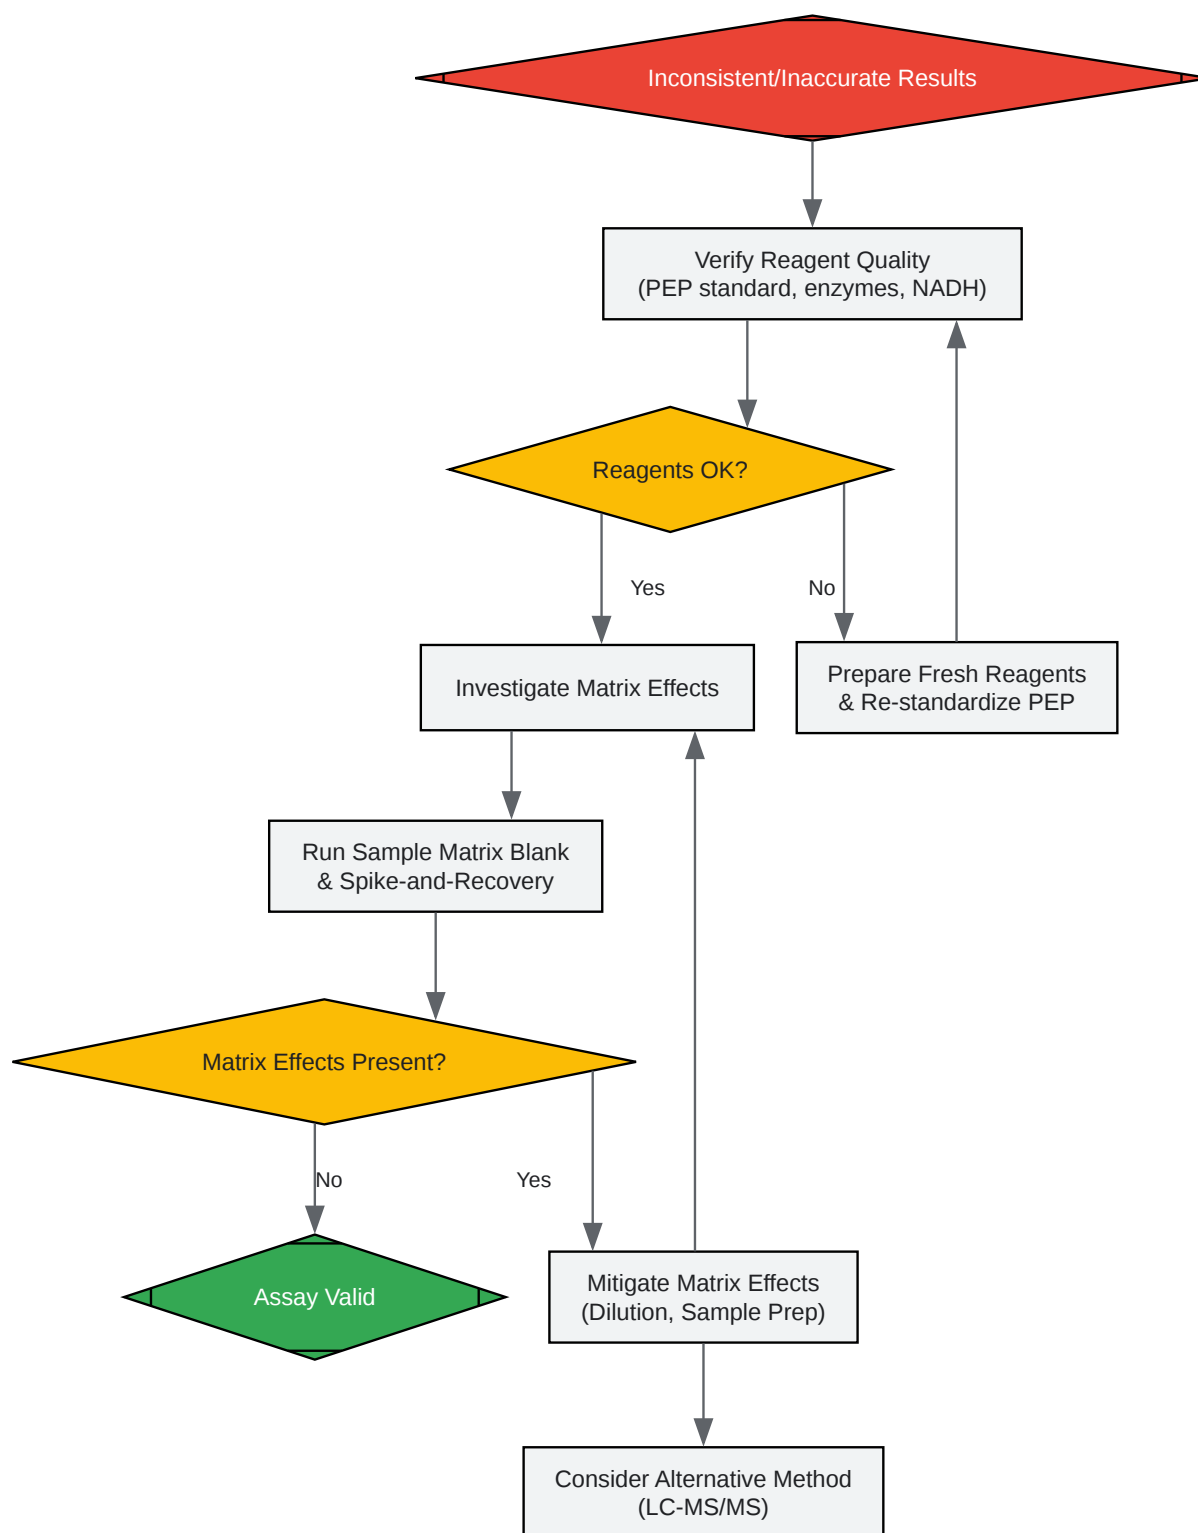 Inconsistent/Inaccurate Results
Verify Reagent Quality
(PEP standard, enzymes, NADH)
Reagents OK?
Yes
No
Investigate Matrix Effects
Prepare Fresh Reagents
& Re-standardize PEP
Run Sample Matrix Blank
& Spike-and-Recovery
Matrix Effects Present?
No
Yes
Assay Valid
Mitigate Matrix Effects
(Dilution, Sample Prep)
Consider Alternative Method
(LC-MS/MS)